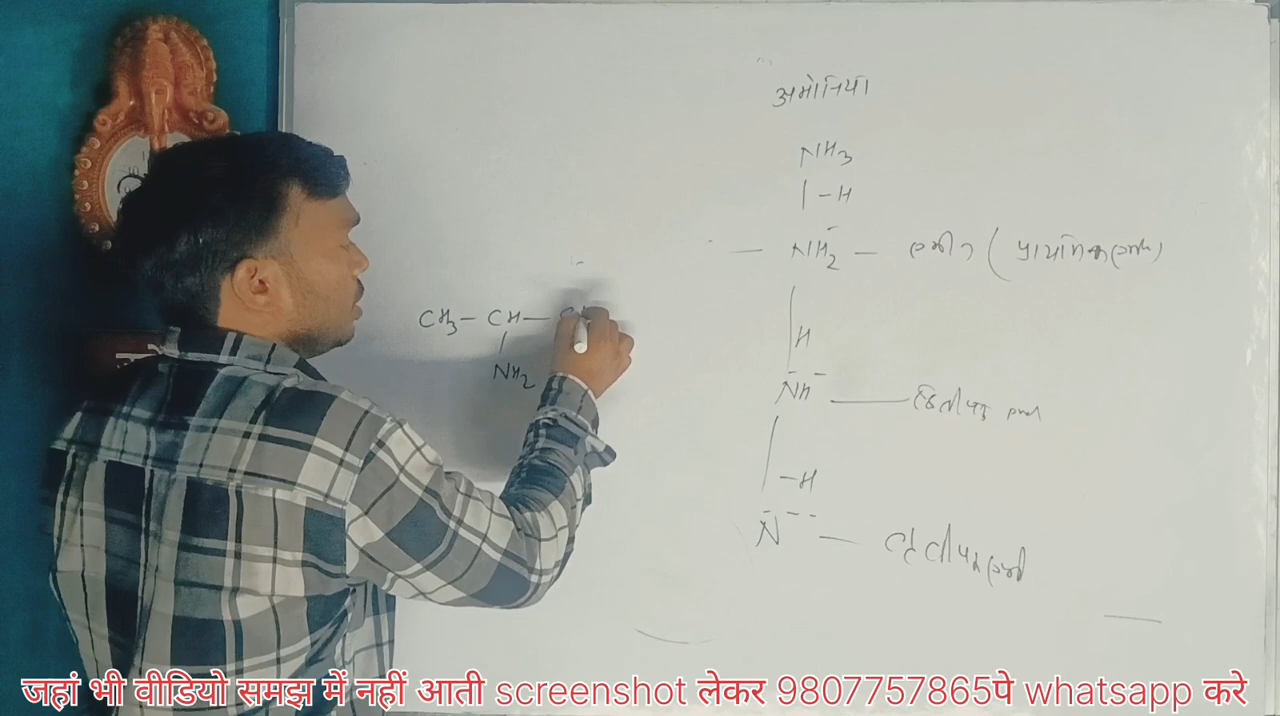 अमोनिया
NH3
| -H
— NH2⁻ — एमीन ( प्राथमिक एमीन)
CH3 — CH —
|
NH2
| H
NH⁻⁻ — द्वितीयक एमीन
| -H
N⁻⁻⁻ — तृतीयक एमीन
जहां भी वीडियो समझ में नहीं आती screenshot लेकर 9807757865पे whatsapp करे